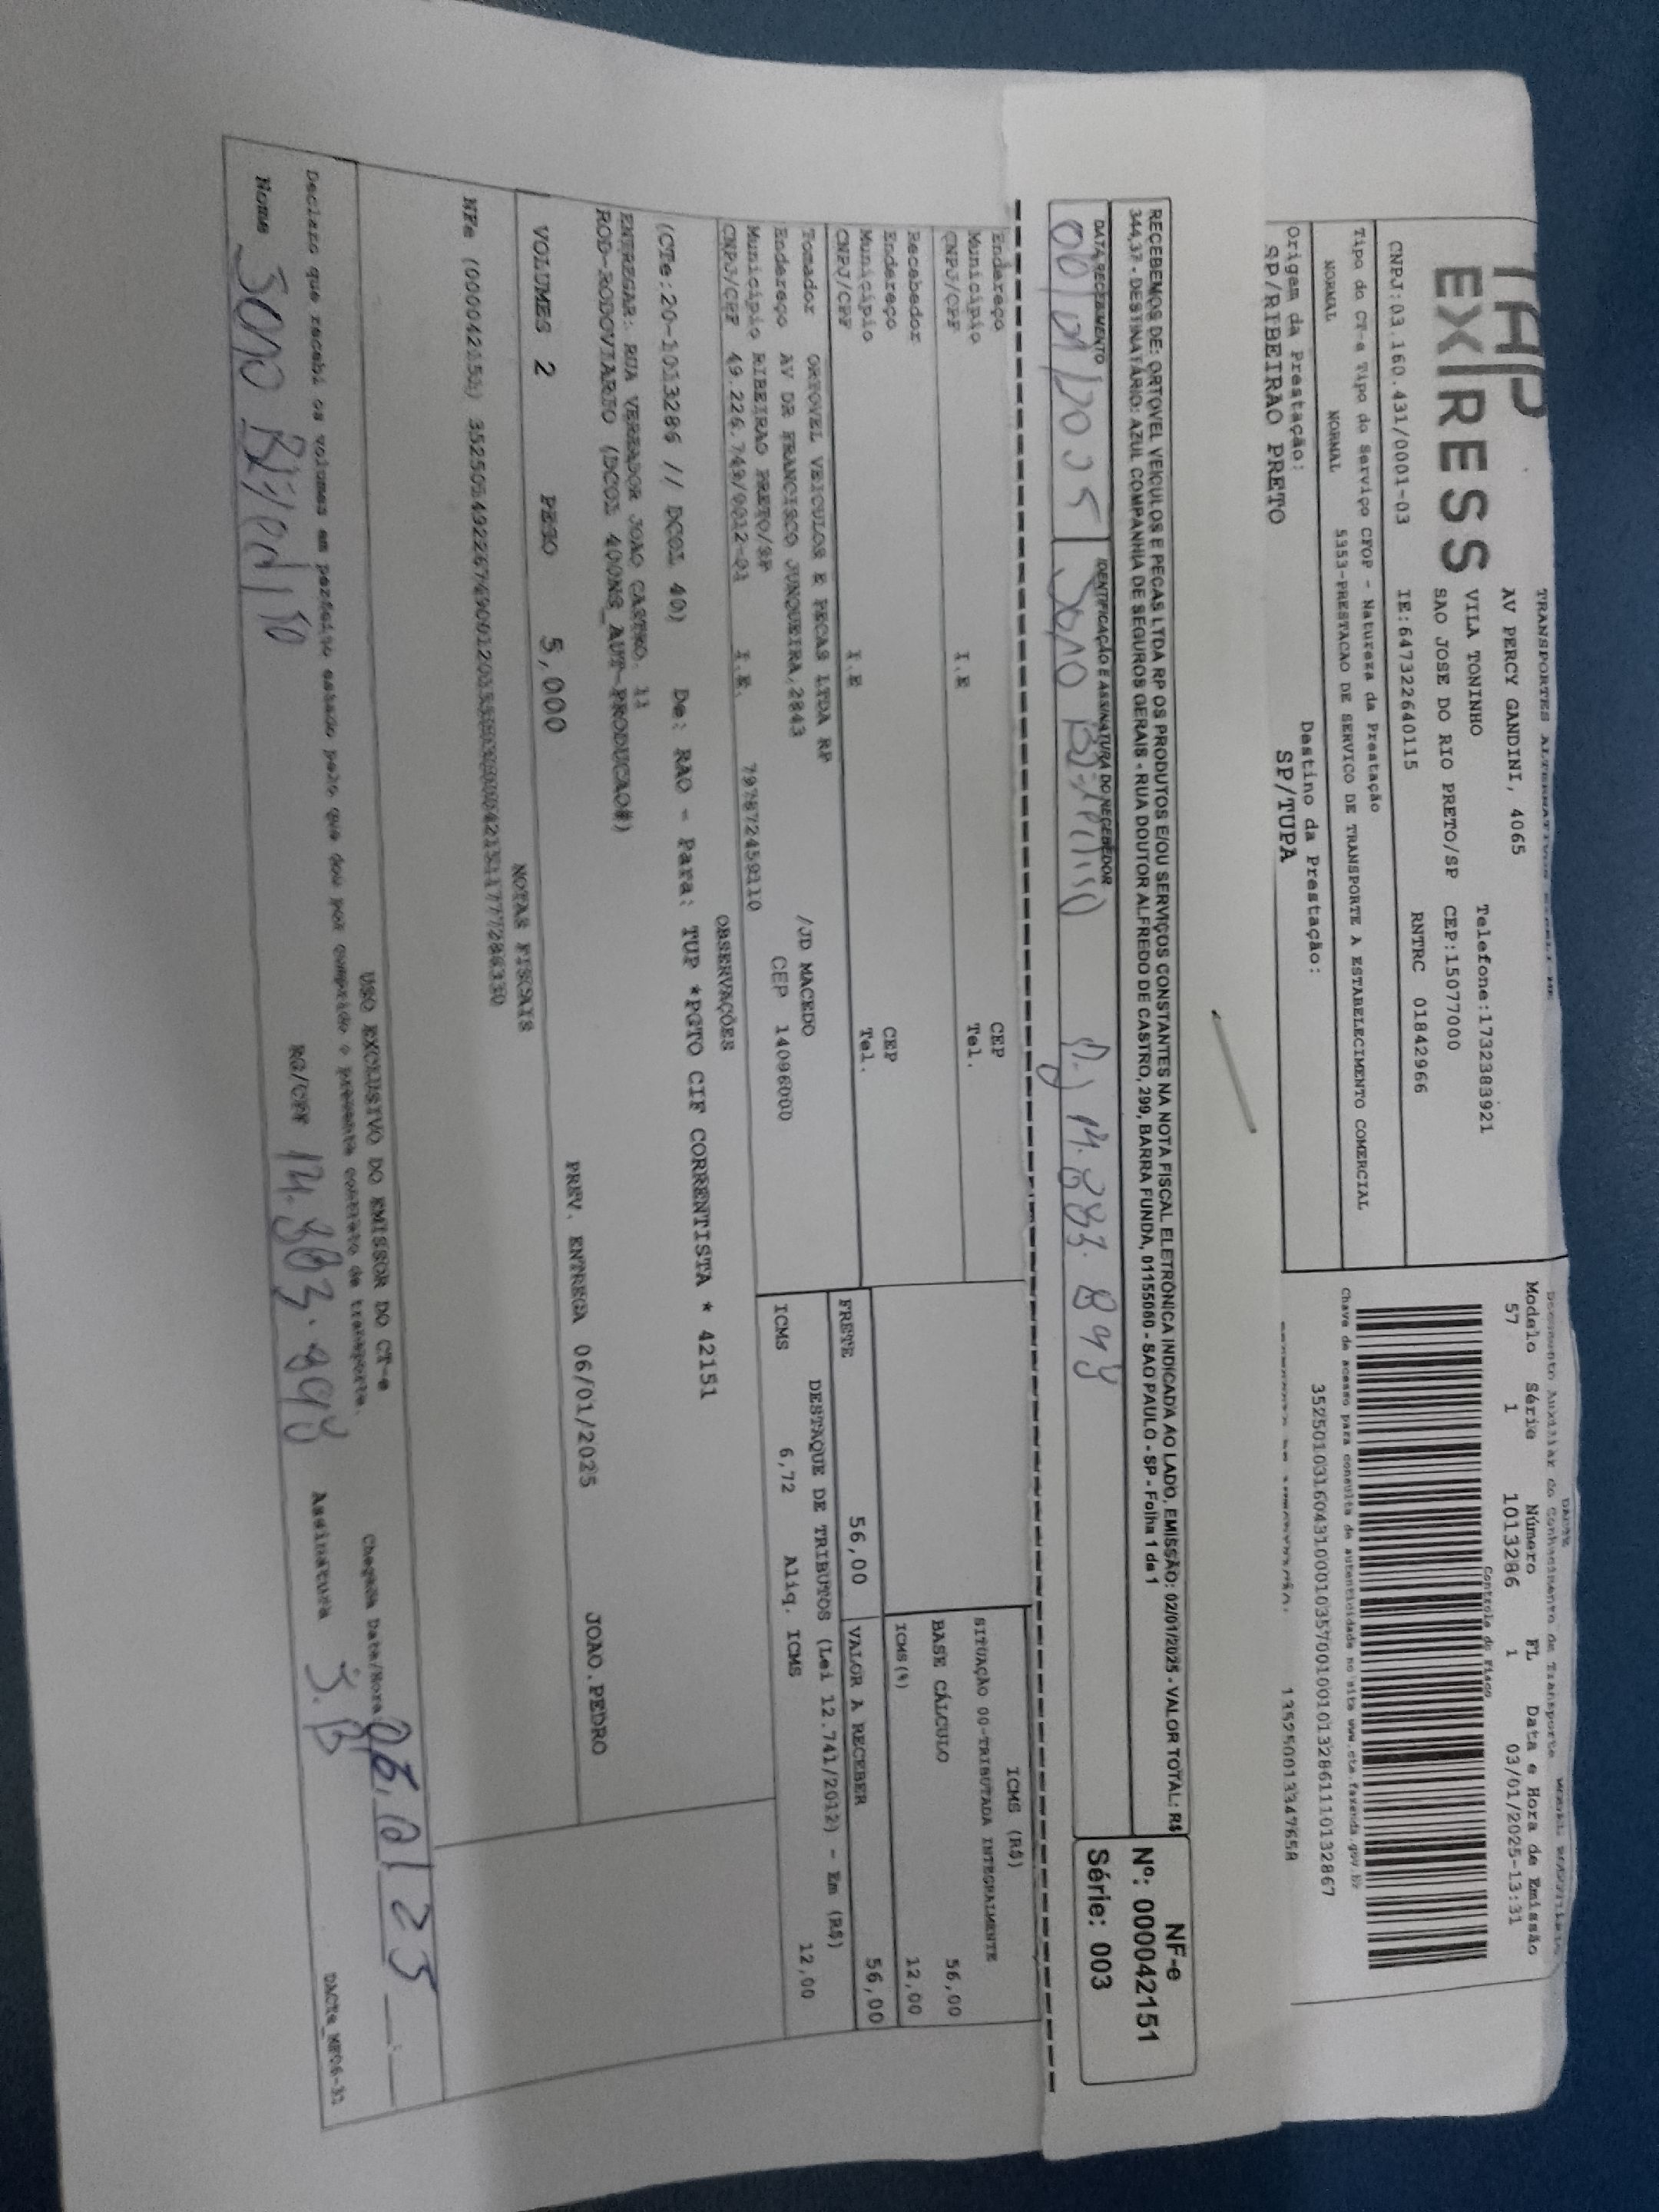 TAP
EXPRESS
AV PERCY GANDINI, 4065
VILA TONINHO Telefone:1732383921
SAO JOSE DO RIO PRETO/SP CEP:15077000
CNPJ:03.160.431/0001-03 IE:647322640115 RNTRC 01842966
Tipo do CT-e Tipo do Serviço CFOP - Natureza da Prestação
NORMAL NORMAL 5353-PRESTACAO DE SERVICO DE TRANSPORTE A ESTABELECIMENTO COMERCIAL
Origem da Prestação: Destino da Prestação:
SP/RIBEIRAO PRETO SP/TUPA
Documento Auxiliar do Conhecimento de Transporte
Modelo Série Número FL Data e Hora de Emissão
57 1 1013286 1 03/01/2025-13:31
Controle do Fisco
Chave de acesso para consulta de autenticidade no site www.cte.fazenda.gov.br
35250103160431000103570010010132861110132867
135250013347658
RECEBEMOS DE: ORTOVEL VEICULOS E PECAS LTDA RP OS PRODUTOS E/OU SERVIÇOS CONSTANTES NA NOTA FISCAL ELETRÔNICA INDICADA AO LADO. EMISSÃO: 02/01/2025 - VALOR TOTAL: R$
344,37 - DESTINATÁRIO: AZUL COMPANHIA DE SEGUROS GERAIS - RUA DOUTOR ALFREDO DE CASTRO, 299, BARRA FUNDA, 01155060 - SAO PAULO - SP - Folha 1 de 1
DATA RECEBIMENTO IDENTIFICAÇÃO E ASSINATURA DO RECEBEDOR
NF-e
Nº: 000042151
Série: 003
Endereço CEP
Município Tel.
CNPJ/CPF I.E
Recebedor
Endereço CEP
Município Tel.
CNPJ/CPF I.E
Tomador ORTOVEL VEICULOS E PECAS LTDA RP
Endereço AV DR FRANCISCO JUNQUEIRA,2843 /JD MACEDO
Município RIBEIRAO PRETO/SP CEP 14096000
CNPJ/CPF 49.226.749/0012-01 I.E. 797872459110
ICMS (R$)
SITUAÇÃO 00-TRIBUTADA INTEGRALMENTE
BASE CÁLCULO 56,00
ICMS(%) 12,00
FRETE 56,00 VALOR A RECEBER 56,00
DESTAQUE DE TRIBUTOS (Lei 12.741/2012) - Em (R$)
ICMS 6,72 Aliq. ICMS 12,00
OBSERVAÇÕES
(CTe:20-1013286 // DCOL 40) De: RAO - Para: TUP *PGTO CIF CORRENTISTA * 42151
ENTREGAR: RUA VEREADOR JOAO CASTRO, 11
ROD-RODOVIARIO (DCOL 400NS_AUT-PRODUCAO#)
VOLUMES 2 PESO 5,000 PREV. ENTREGA 06/01/2025 JOAO.PEDRO
NOTAS FISCAIS
USO EXCLUSIVO DO EMISSOR DO CT-e
Declaro que recebi os volumes em perfeito estado pelo que dou por cumprido o presente contrato de transporte.
Chegada Data/Hora
Nome RG/CPF Assinatura J.B